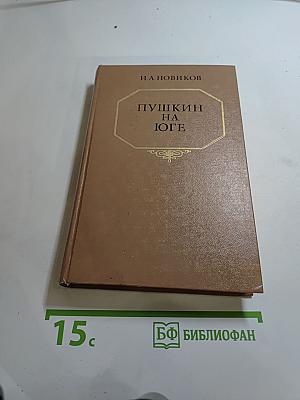 И.А.НОВИКОВ
ПУШКИН
НА
ЮГЕ
15с
БФ БИБЛИОФАН